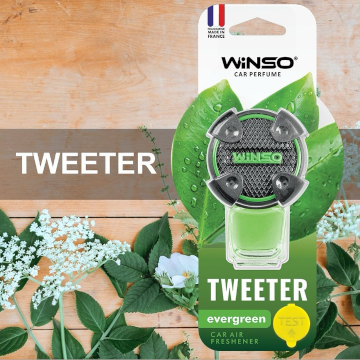 MADE IN
FRANCE
WINSO®
CAR PERFUME
TWEETER
WINSO
TWEETER
evergreen
CAR AIR
FRESHENER
TEST